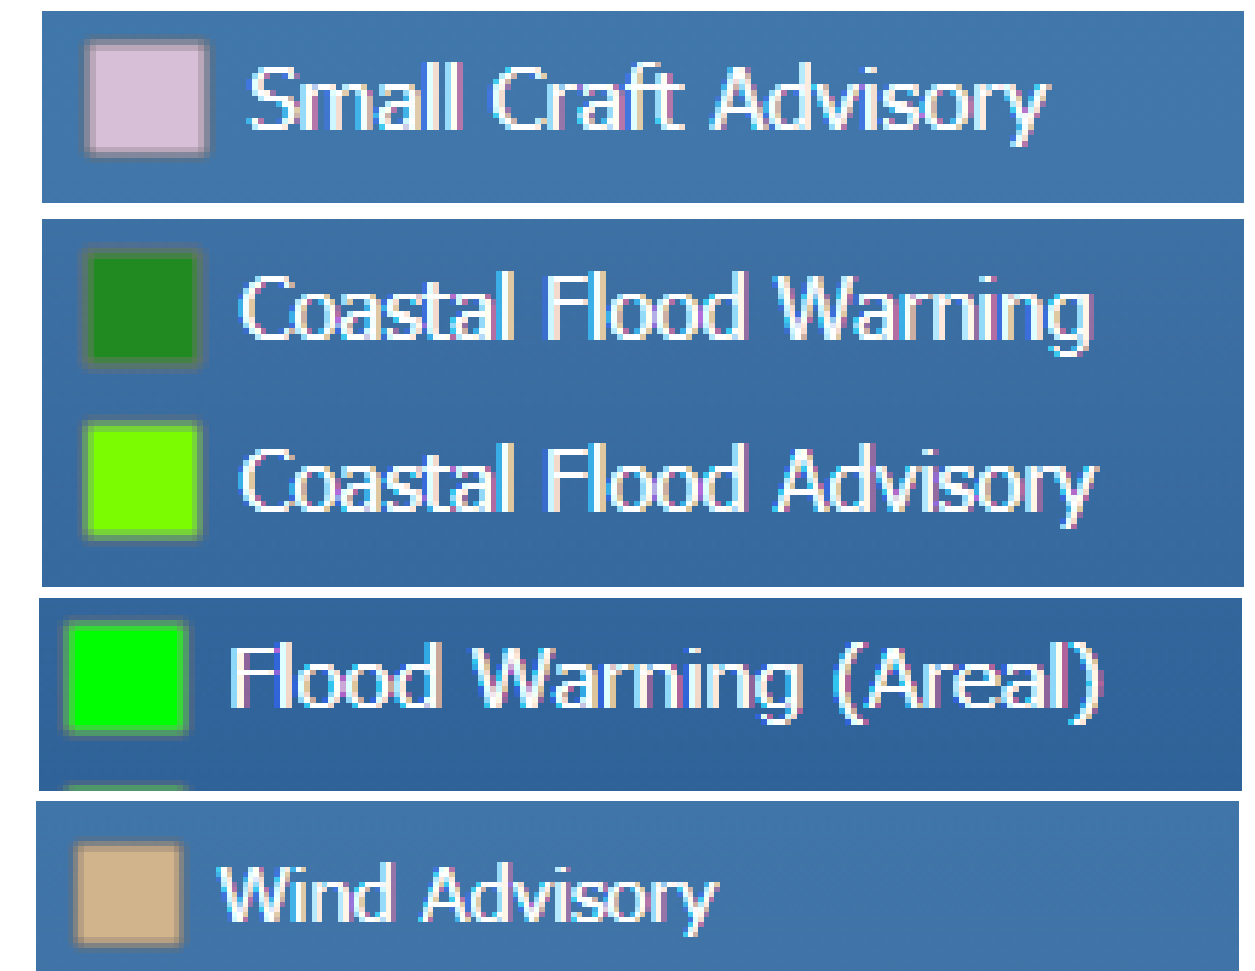 Small Craft Advisory
Coastal Flood Warning
Coastal Flood Advisory
Flood Warning (Areal)
Wind Advisory